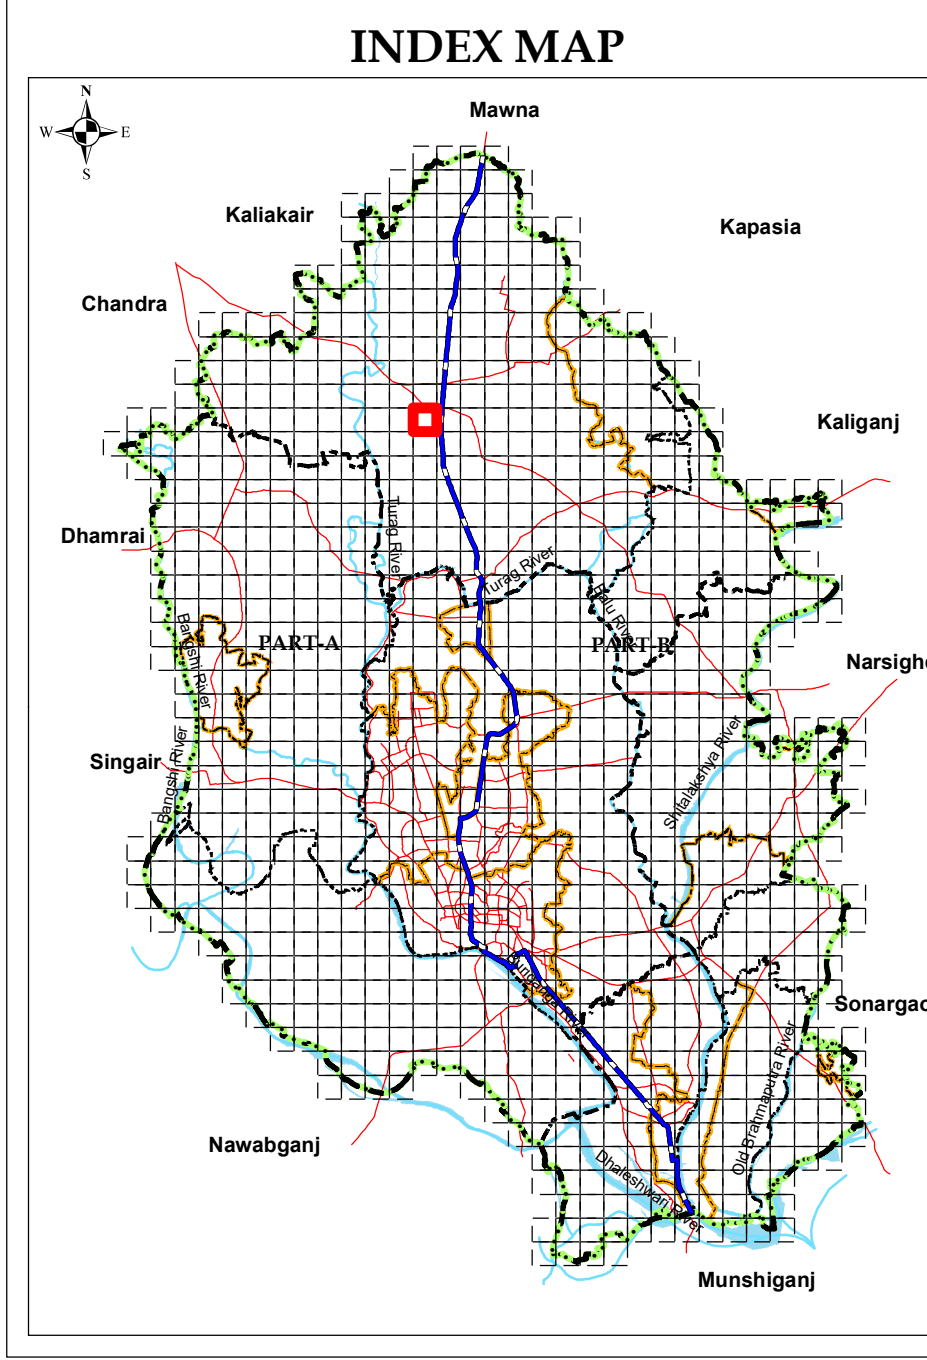 INDEX MAP
N
W E
S
Mawna
Kaliakair
Kapasia
Chandra
Kaliganj
Dhamrai
Turag River
Turag River
Balu River
PART-A
PART-B
Bangshi River
Narsighd
Shitalakshya River
Singair
Bangshi River
Buriganga River
Sonargao
Old Brahmaputra River
Nawabganj
Dhaleshwari River
Munshiganj